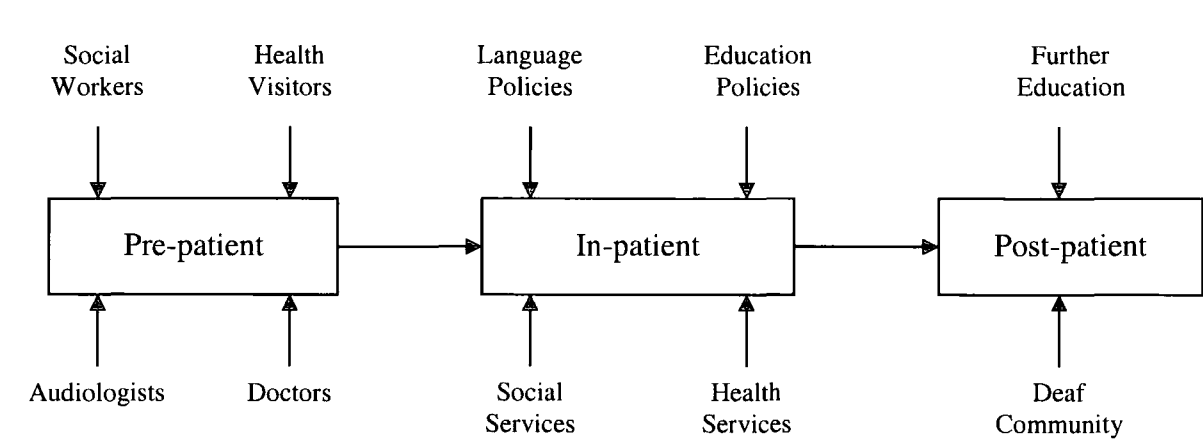 Social
Workers
Health
Visitors
Language
Policies
Education
Policies
Further
Education
Pre-patient
In-patient
Post-patient
Audiologists
Doctors
Social
Services
Health
Services
Deaf
Community